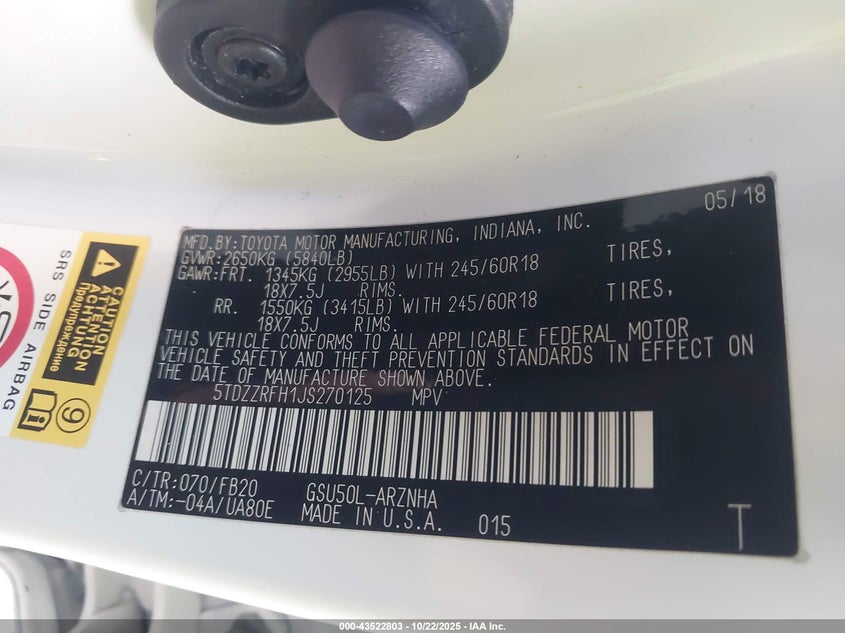 05/18
MFD.BY:TOYOTA MOTOR MANUFACTURING, INDIANA, INC.
GVWR:2650KG (5840LB)
GAWR:FRT. 1345KG (2955LB) WITH 245/60R18 TIRES,
18X7.5J RIMS.
RR. 1550KG (3415LB) WITH 245/60R18 TIRES,
18X7.5J RIMS.
THIS VEHICLE CONFORMS TO ALL APPLICABLE FEDERAL MOTOR
VEHICLE SAFETY AND THEFT PREVENTION STANDARDS IN EFFECT ON
THE DATE OF MANUFACTURE SHOWN ABOVE.
5TDZZRFH1JS270125 MPV
C/TR:070/FB20 GSU50L-ARZNHA
A/TM:-04A/UA80E MADE IN U.S.A. 015 T
SRS SIDE AIRBAG
CAUTION
ATTENTION
ACHTUNG
Предупреждение
9
000-43522803 - 10/22/2025 - IAA Inc.